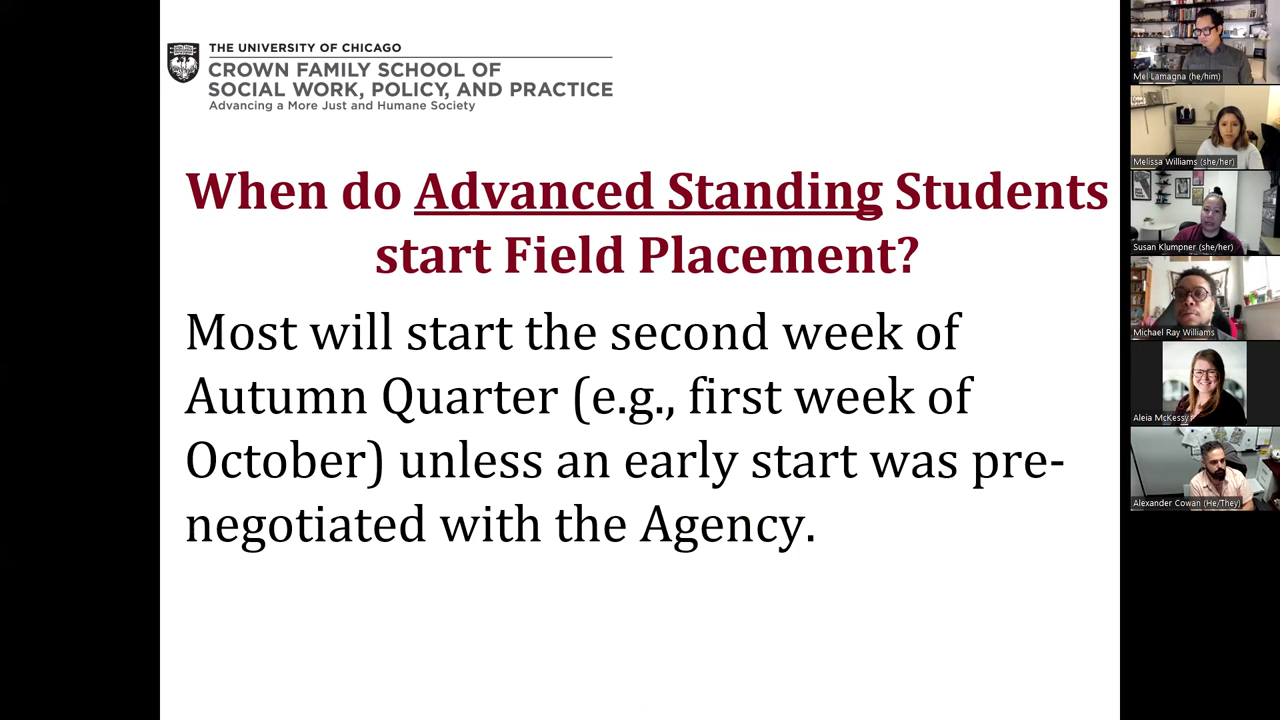 THE UNIVERSITY OF CHICAGO
CROWN FAMILY SCHOOL OF
SOCIAL WORK, POLICY, AND PRACTICE
Advancing a More Just and Humane Society
When do Advanced Standing Students
start Field Placement?
Most will start the second week of
Autumn Quarter (e.g., first week of
October) unless an early start was pre-
negotiated with the Agency.
Mel Lamagna (he/him)
Melissa Williams (she/her)
Susan Klumpner (she/her)
Michael Ray Williams
Aleia McKessy
Alexander Cowan (He/They)